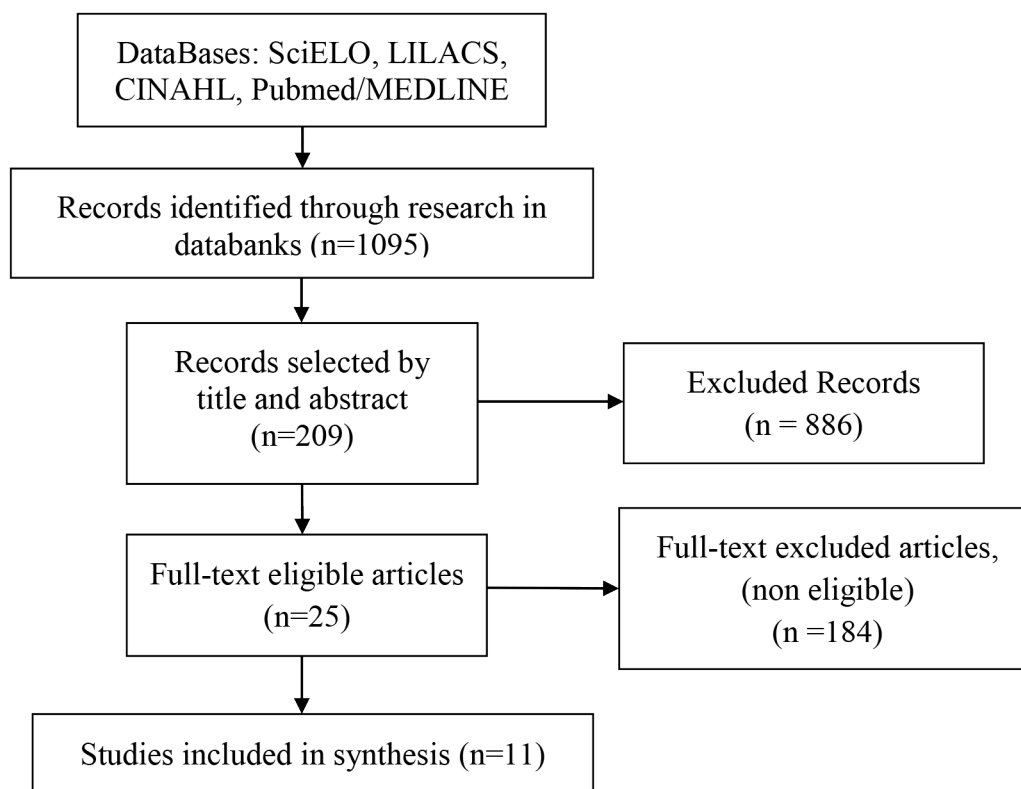 DataBases: SciELO, LILACS,
CINAHL, Pubmed/MEDLINE
Records identified through research in
databanks (n=1095)
Records selected by
title and abstract
(n=209)
Excluded Records
(n = 886)
Full-text eligible articles
(n=25)
Full-text excluded articles,
(non eligible)
(n =184)
Studies included in synthesis (n=11)